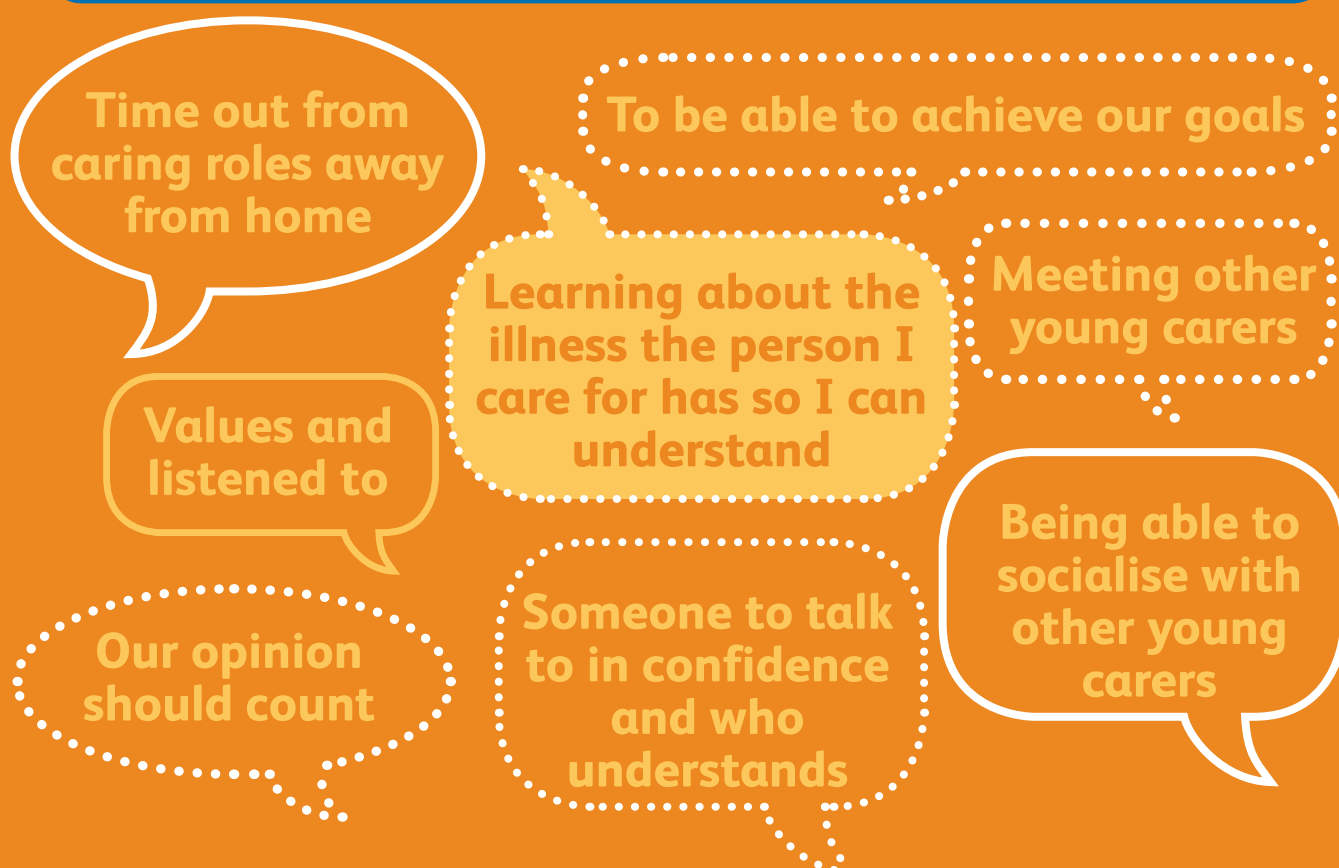 Time out from
caring roles away
from home
To be able to achieve our goals
Learning about the
illness the person I
care for has so I can
understand
Meeting other
young carers
Values and
listened to
Being able to
socialise with
other young
carers
Our opinion
should count
Someone to talk
to in confidence
and who
understands